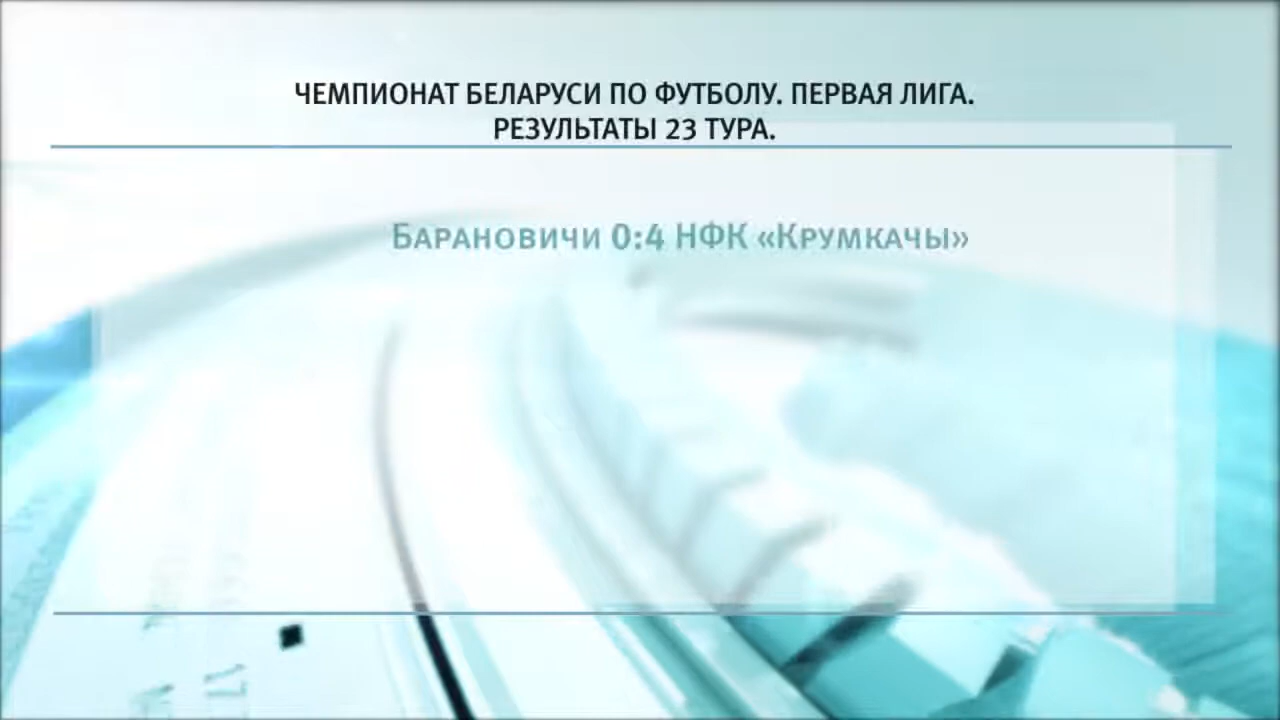 ЧЕМПИОНАТ БЕЛАРУСИ ПО ФУТБОЛУ. ПЕРВАЯ ЛИГА.
РЕЗУЛЬТАТЫ 23 ТУРА.
БАРАНОВИЧИ 0:4 НФК «КРУМКАЧЫ»